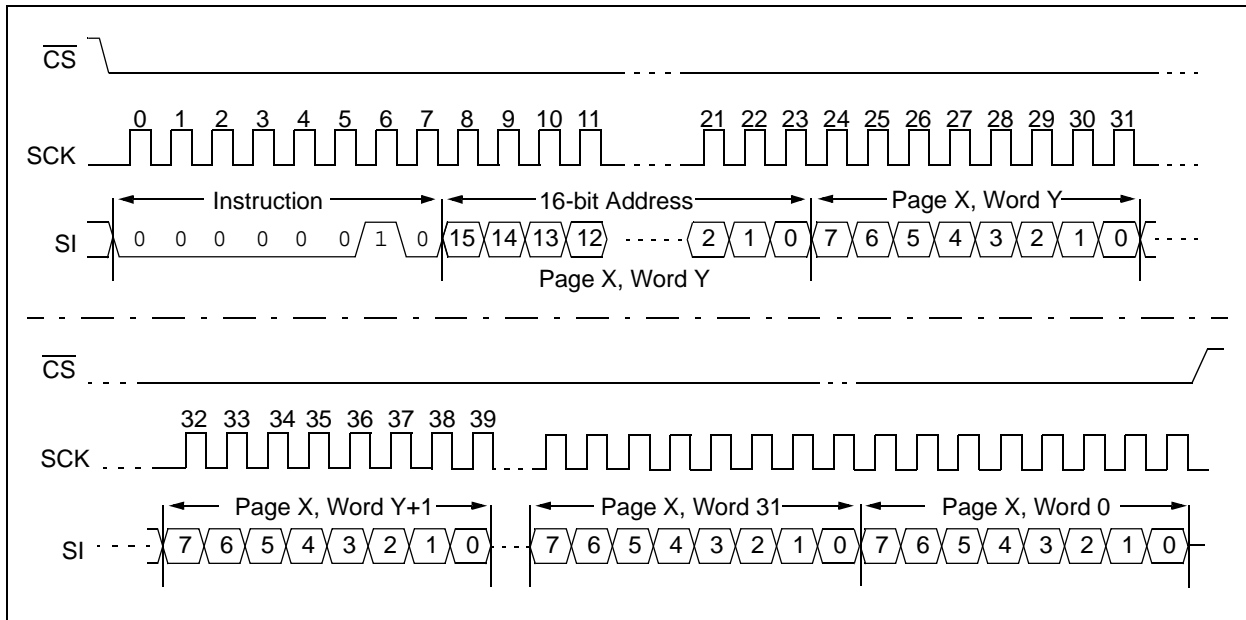 CS
0 1 2 3 4 5 6 7 8 9 10 11 21 22 23 24 25 26 27 28 29 30 31
SCK
Instruction 16-bit Address Page X, Word Y
SI 0 0 0 0 0 0 1 0 15 14 13 12 2 1 0 7 6 5 4 3 2 1 0
Page X, Word Y
CS
32 33 34 35 36 37 38 39
SCK
Page X, Word Y+1 Page X, Word 31 Page X, Word 0
SI 7 6 5 4 3 2 1 0 7 6 5 4 3 2 1 0 7 6 5 4 3 2 1 0